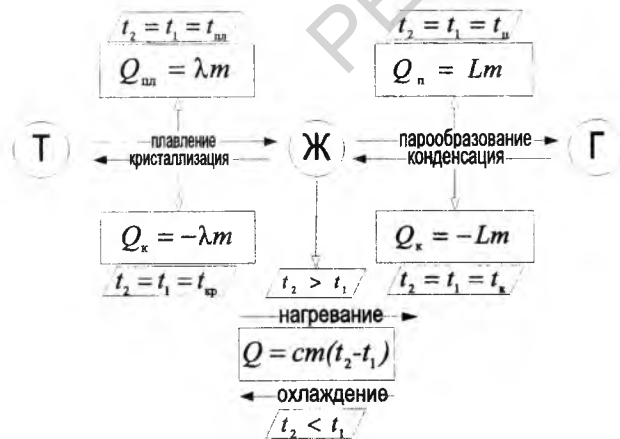 t₂ = t₁ = tпл
t₂ = t₁ = tп
Qпл = λm
Qп = Lm
Т
плавление
кристаллизация
Ж
парообразование
конденсация
Г
Qк = −λm
Qк = −Lm
t₂ = t₁ = tкр
t₂ > t₁
t₂ = t₁ = tк
нагревание
Q = cm(t₂-t₁)
охлаждение
t₂ < t₁